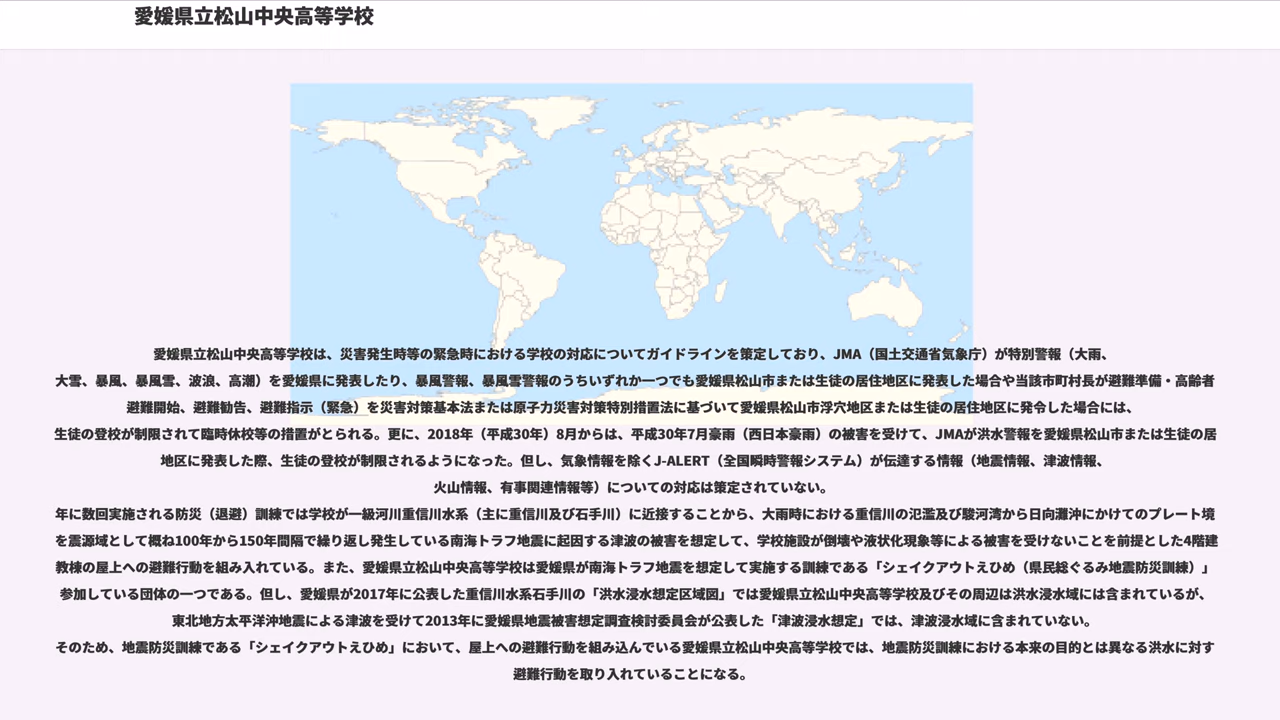 愛媛県立松山中央高等学校
愛媛県立松山中央高等学校は、災害発生時等の緊急時における学校の対応についてガイドラインを策定しており、JMA（国土交通省気象庁）が特別警報（大雨、
大雪、暴風、暴風雪、波浪、高潮）を愛媛県に発表したり、暴風警報、暴風雪警報のうちいずれか一つでも愛媛県松山市または生徒の居住地区に発表した場合や当該市町村長が避難準備・高齢者
避難開始、避難勧告、避難指示（緊急）を災害対策基本法または原子力災害対策特別措置法に基づいて愛媛県松山市浮穴地区または生徒の居住地区に発令した場合には、
生徒の登校が制限されて臨時休校等の措置がとられる。更に、2018年（平成30年）8月からは、平成30年7月豪雨（西日本豪雨）の被害を受けて、JMAが洪水警報を愛媛県松山市または生徒の居
地区に発表した際、生徒の登校が制限されるようになった。但し、気象情報を除くJ-ALERT（全国瞬時警報システム）が伝達する情報（地震情報、津波情報、
火山情報、有事関連情報等）についての対応は策定されていない。
年に数回実施される防災（退避）訓練では学校が一級河川重信川水系（主に重信川及び石手川）に近接することから、大雨時における重信川の氾濫及び駿河湾から日向灘沖にかけてのプレート境
を震源域として概ね100年から150年間隔で繰り返し発生している南海トラフ地震に起因する津波の被害を想定して、学校施設が倒壊や液状化現象等による被害を受けないことを前提とした4階建
教棟の屋上への避難行動を組み入れている。また、愛媛県立松山中央高等学校は愛媛県が南海トラフ地震を想定して実施する訓練である「シェイクアウトえひめ（県民総ぐるみ地震防災訓練）」
参加している団体の一つである。但し、愛媛県が2017年に公表した重信川水系石手川の「洪水浸水想定区域図」では愛媛県立松山中央高等学校及びその周辺は洪水浸水域には含まれているが、
東北地方太平洋沖地震による津波を受けて2013年に愛媛県地震被害想定調査検討委員会が公表した「津波浸水想定」では、津波浸水域に含まれていない。
そのため、地震防災訓練である「シェイクアウトえひめ」において、屋上への避難行動を組み込んでいる愛媛県立松山中央高等学校では、地震防災訓練における本来の目的とは異なる洪水に対す
避難行動を取り入れていることになる。